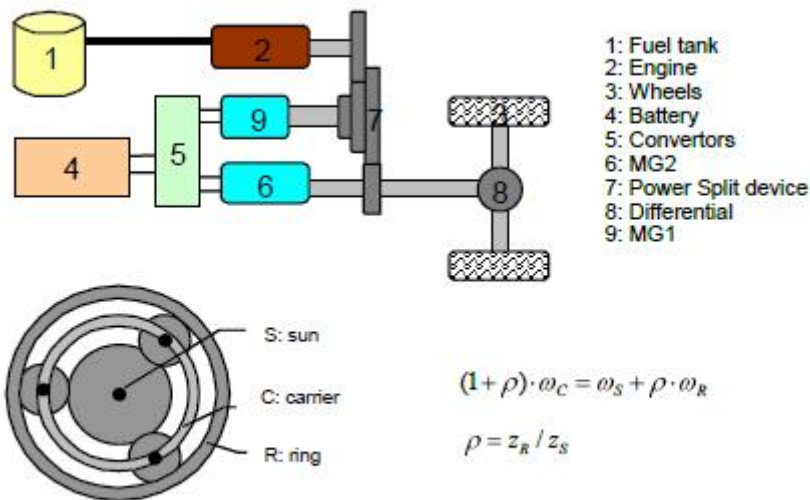 1
2
3
4
5
6
7
8
9
1: Fuel tank
2: Engine
3: Wheels
4: Battery
5: Convertors
6: MG2
7: Power Split device
8: Differential
9: MG1
S: sun
C: carrier
R: ring
(1+ρ)·ω_C = ω_S + ρ·ω_R
ρ = z_R / z_S